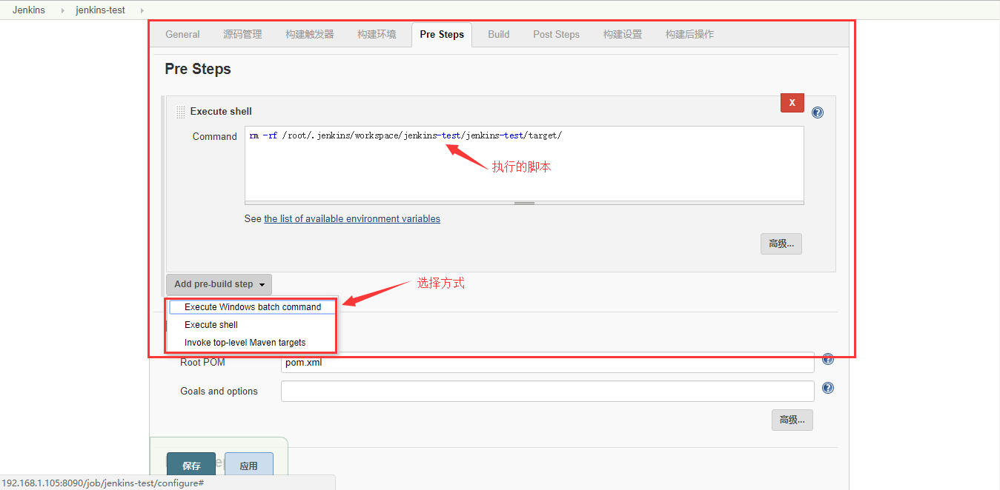 Jenkins jenkins-test
General 源码管理 构建触发器 构建环境 Pre Steps Build Post Steps 构建设置 构建后操作
Pre Steps
X
Execute shell
Command
rm -rf /root/.jenkins/workspace/jenkins-test/jenkins-test/target/
执行的脚本
See the list of available environment variables
高级...
Add pre-build step
选择方式
Execute Windows batch command
Execute shell
Invoke top-level Maven targets
Root POM
pom.xml
Goals and options
高级...
保存
应用
192.168.1.105:8090/job/jenkins-test/configure#